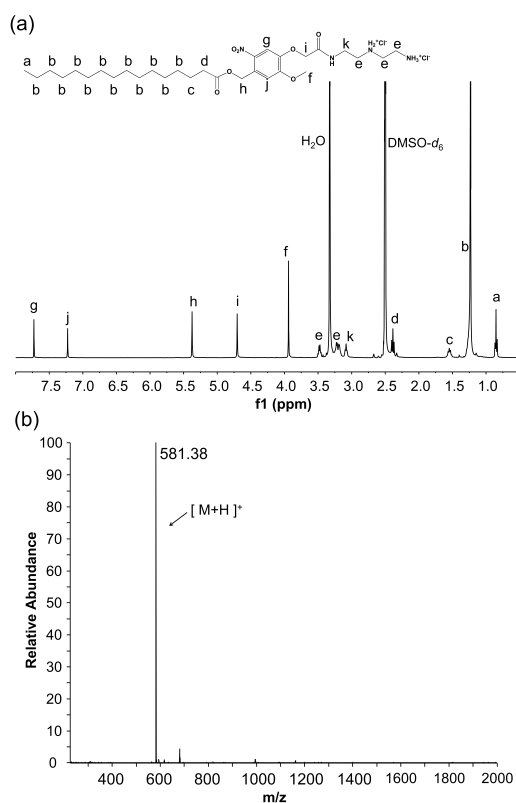 (a)
NO₂ g O i O k H₂⁺Cl⁻ N e
a b b b b b b d O N H e e NH₃⁺Cl⁻
b b b b b b c O h j O f
H₂O
DMSO-d₆
b
f
a
g j h i e e k d c
7.5 7.0 6.5 6.0 5.5 5.0 4.5 4.0 3.5 3.0 2.5 2.0 1.5 1.0
f1 (ppm)
(b)
100
90
80
70
60
50
40
30
20
10
0
Relative Abundance
581.38
[ M+H ]⁺
400 600 800 1000 1200 1400 1600 1800 2000
m/z